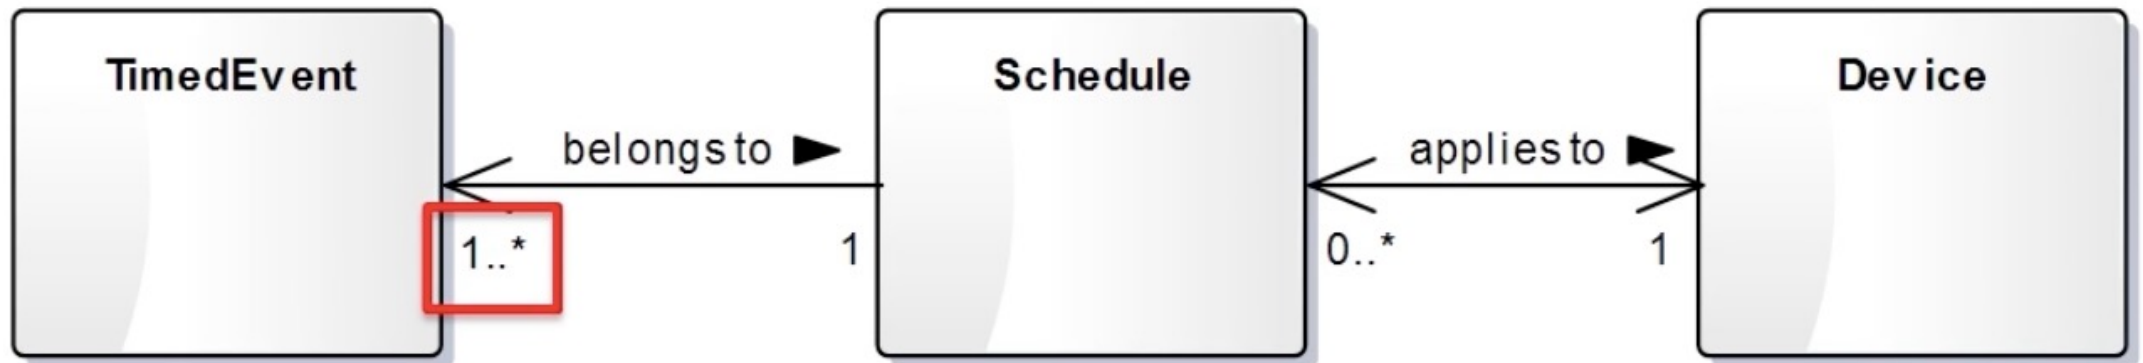 TimedEvent
belongs to
1..*
1
Schedule
applies to
0..*
1
Device